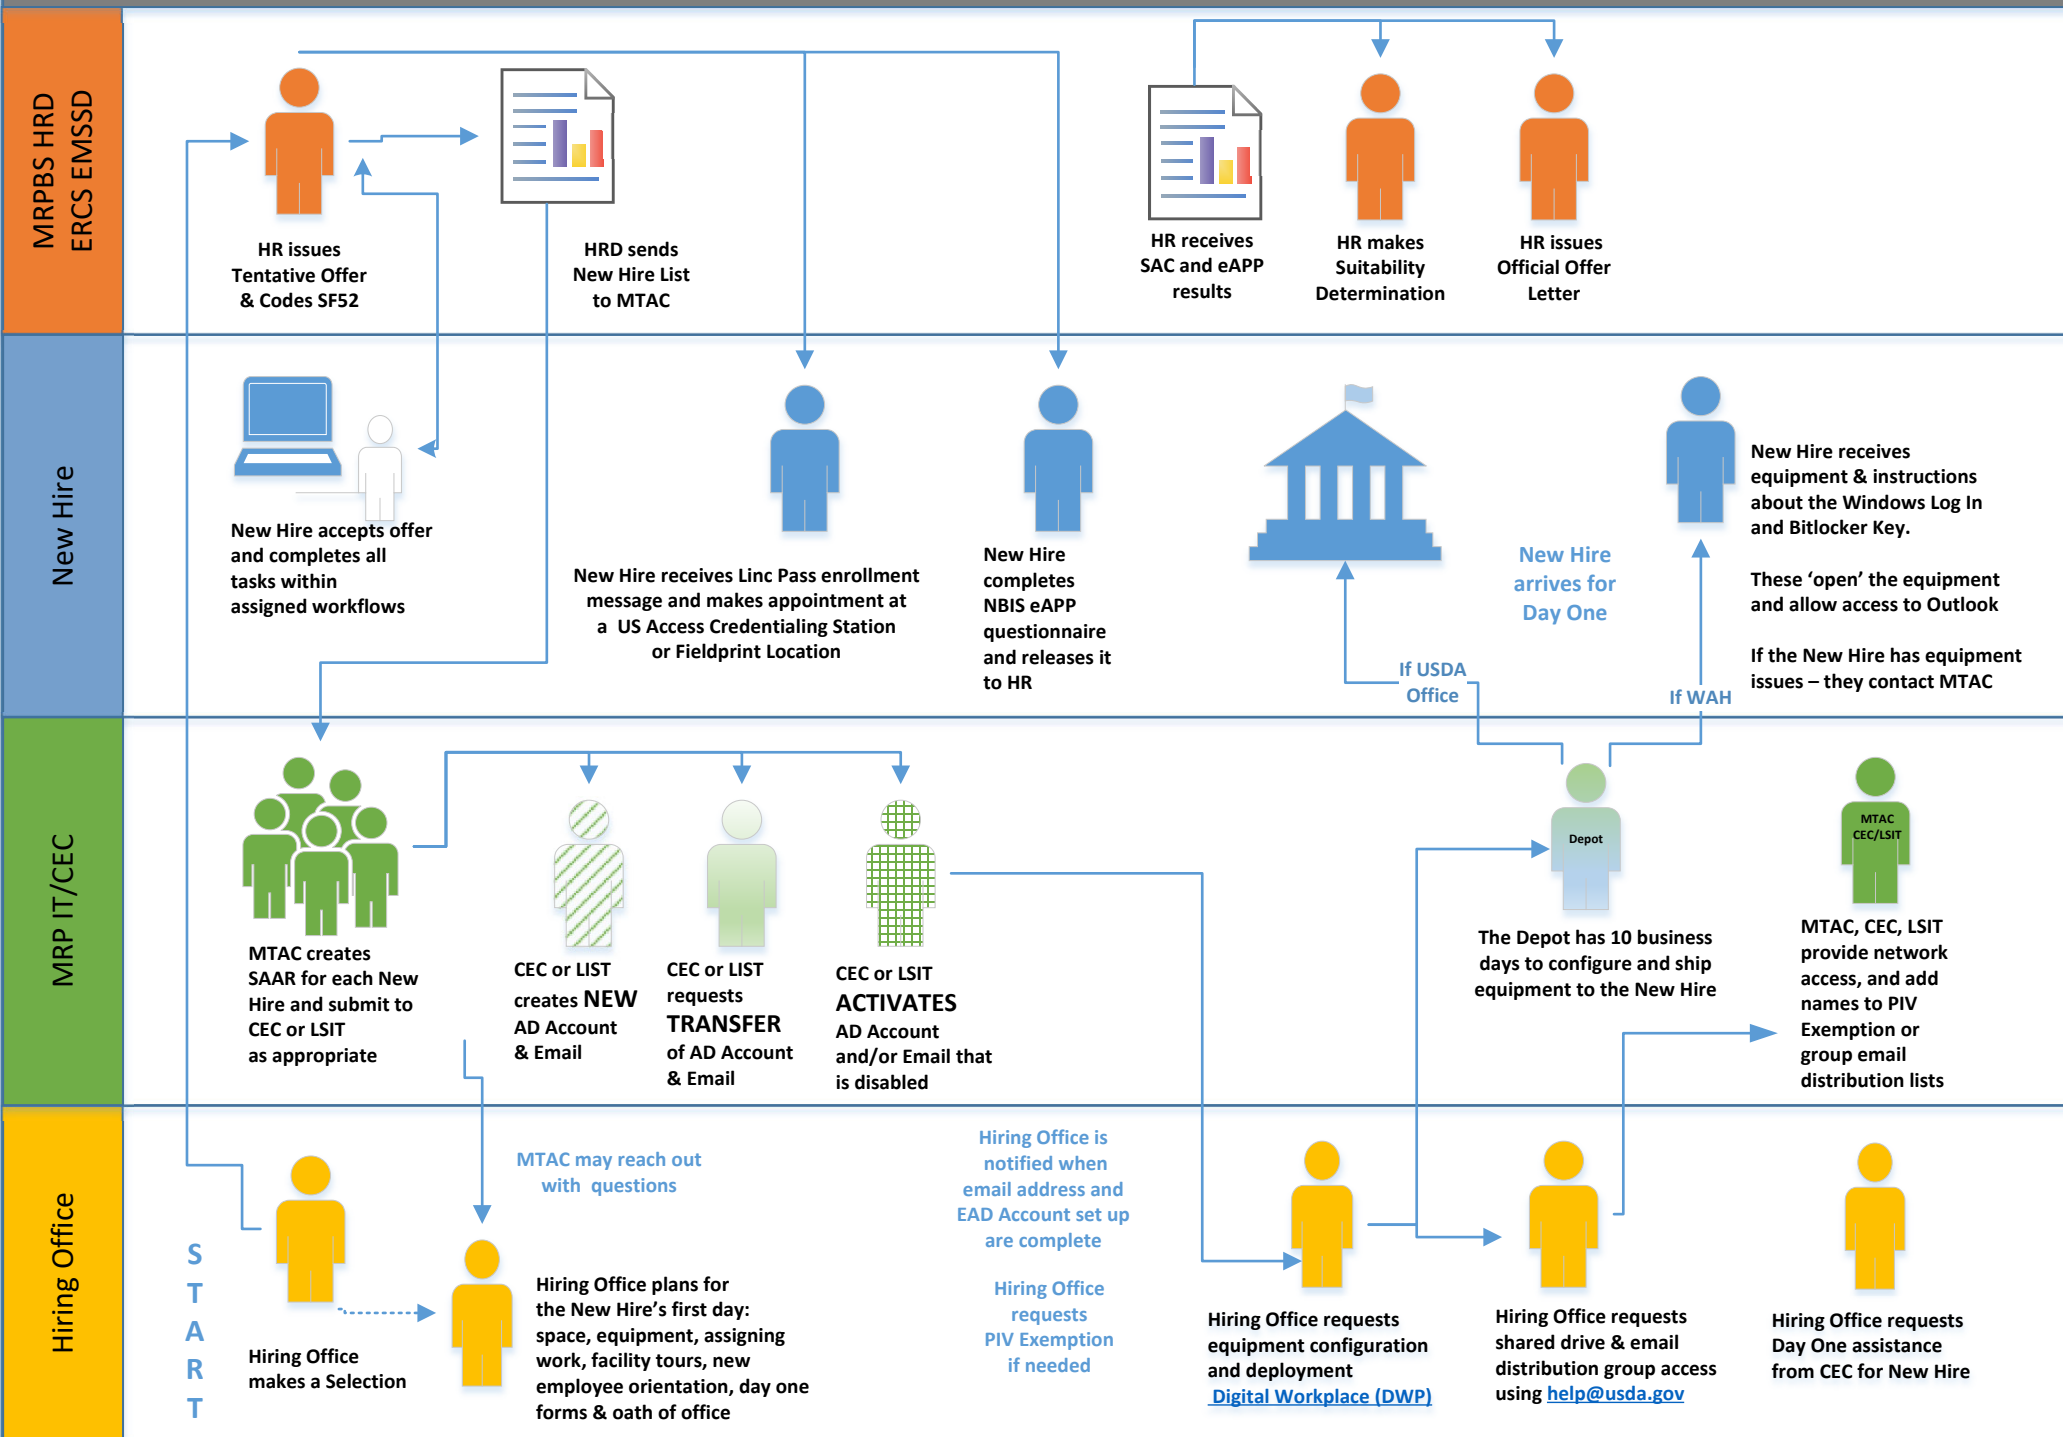 MRPBS HRD
ERCS EMSSD
HR issues
Tentative Offer
& Codes SF52
HRD sends
New Hire List
to MTAC
HR receives
SAC and eAPP
results
HR makes
Suitability
Determination
HR issues
Official Offer
Letter
New Hire
New Hire accepts offer
and completes all
tasks within
assigned workflows
New Hire receives Linc Pass enrollment
message and makes appointment at
a US Access Credentialing Station
or Fieldprint Location
New Hire
completes
NBIS eAPP
questionnaire
and releases it
to HR
If USDA
Office
New Hire
arrives for
Day One
If WAH
New Hire receives
equipment & instructions
about the Windows Log In
and Bitlocker Key.
These ‘open’ the equipment
and allow access to Outlook
If the New Hire has equipment
issues – they contact MTAC
MRP IT/CEC
MTAC creates
SAAR for each New
Hire and submit to
CEC or LSIT
as appropriate
CEC or LIST
creates NEW
AD Account
& Email
CEC or LIST
requests
TRANSFER
of AD Account
& Email
CEC or LSIT
ACTIVATES
AD Account
and/or Email that
is disabled
Depot
The Depot has 10 business
days to configure and ship
equipment to the New Hire
MTAC
CEC/LSIT
MTAC, CEC, LSIT
provide network
access, and add
names to PIV
Exemption or
group email
distribution lists
Hiring Office
S
T
A
R
T
Hiring Office
makes a Selection
MTAC may reach out
with questions
Hiring Office plans for
the New Hire’s first day:
space, equipment, assigning
work, facility tours, new
employee orientation, day one
forms & oath of office
Hiring Office is
notified when
email address and
EAD Account set up
are complete
Hiring Office
requests
PIV Exemption
if needed
Hiring Office requests
equipment configuration
and deployment
Digital Workplace (DWP)
Hiring Office requests
shared drive & email
distribution group access
using help@usda.gov
Hiring Office requests
Day One assistance
from CEC for New Hire